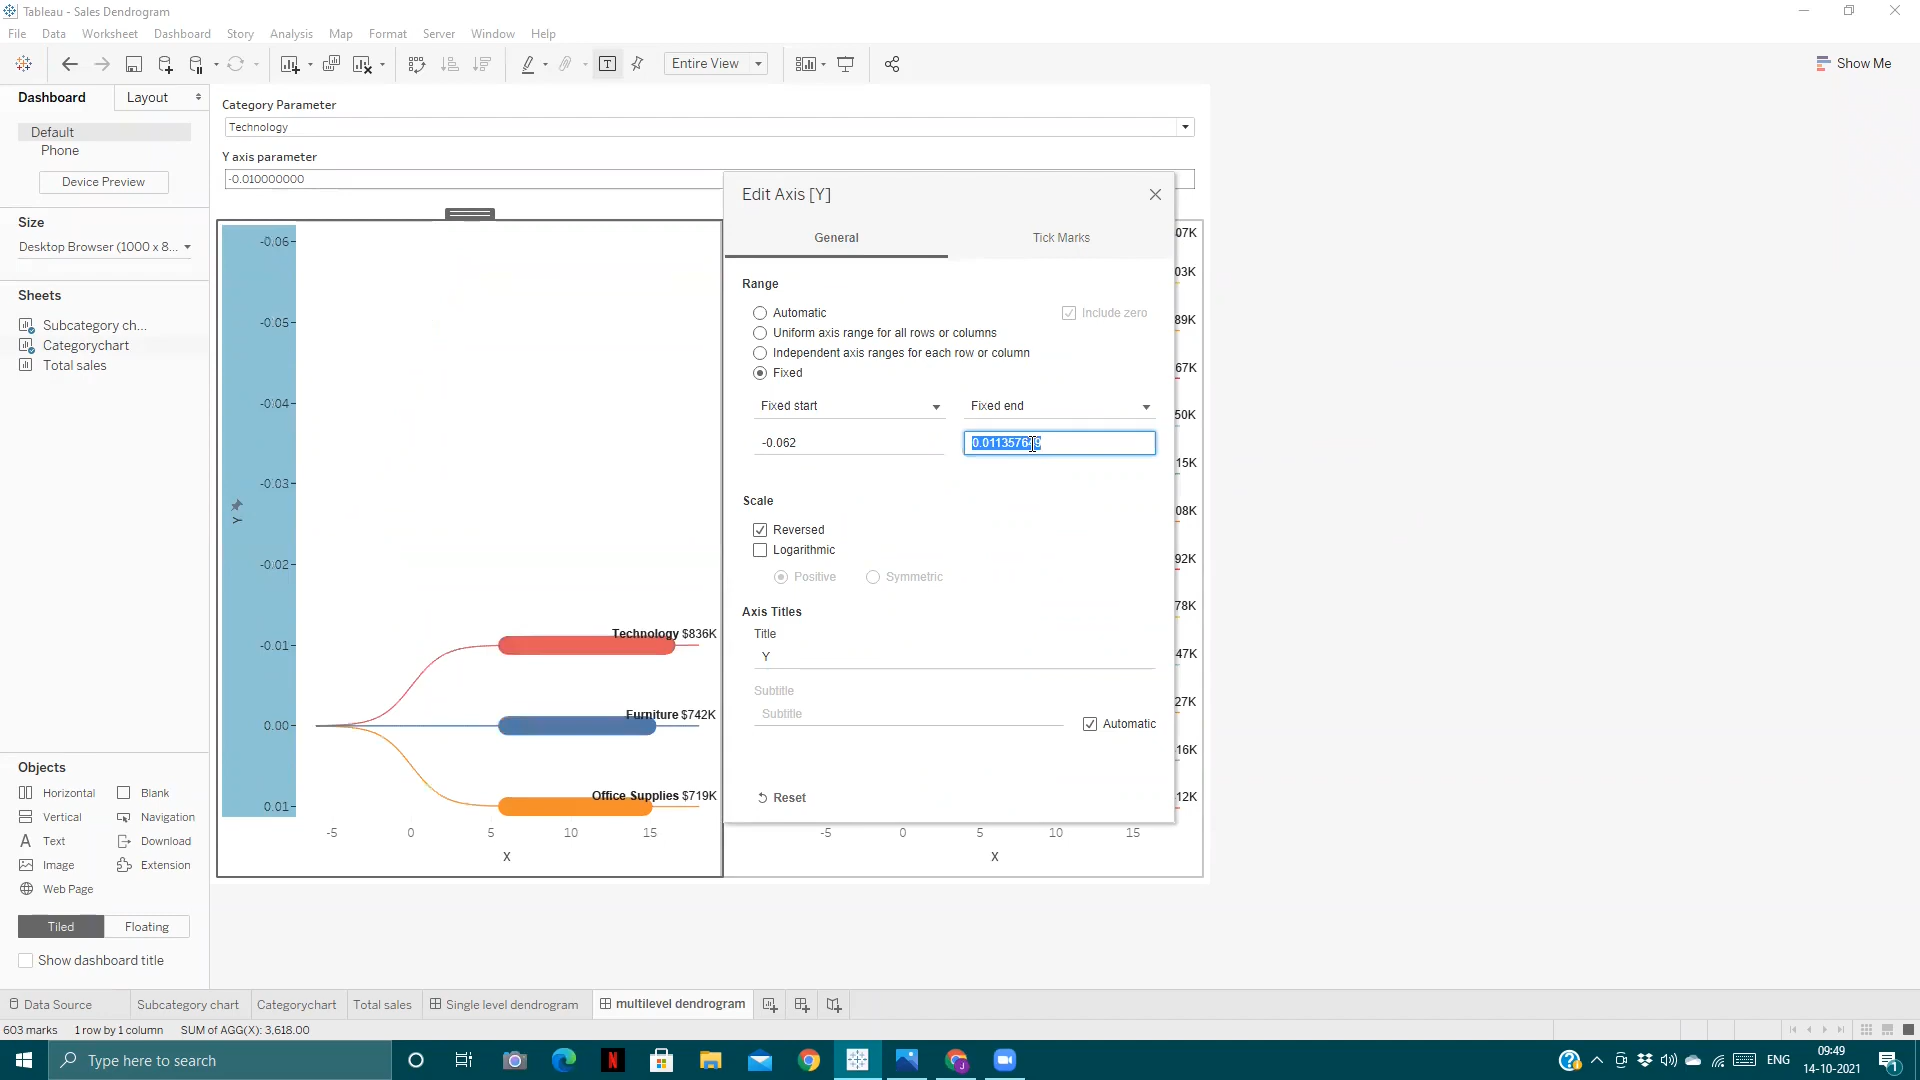 Tableau - Sales Dendrogram
File Data Worksheet Dashboard Story Analysis Map Format Server Window Help
Entire View
Show Me
Dashboard Layout
Default
Phone
Device Preview
Size
Desktop Browser (1000 x 8...
Sheets
Subcategory ch...
Categorychart
Total sales
Objects
Horizontal Blank
Vertical Navigation
Text Download
Image Extension
Web Page
Tiled Floating
Show dashboard title
Category Parameter
Technology
Y axis parameter
-0.010000000
-0.06
-0.05
-0.04
-0.03
-0.02
-0.01
0.00
0.01
Y
Technology $836K
Furniture $742K
Office Supplies $719K
-5 0 5 10 15
X
Edit Axis [Y]
General Tick Marks
Range
Automatic Include zero
Uniform axis range for all rows or columns
Independent axis ranges for each row or column
Fixed
Fixed start Fixed end
-0.062
Scale
Reversed
Logarithmic
Positive Symmetric
Axis Titles
Title
Y
Subtitle
Subtitle Automatic
Reset
07K
03K
89K
67K
50K
15K
08K
92K
78K
47K
27K
16K
12K
-5 0 5 10 15
X
Data Source Subcategory chart Categorychart Total sales Single level dendrogram multilevel dendrogram
603 marks 1 row by 1 column SUM of AGG(X): 3,618.00
Type here to search
ENG
09:49
14-10-2021
1